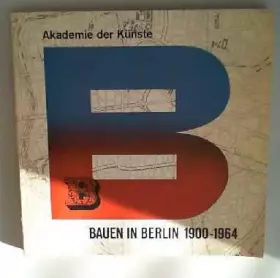 Akademie der Künste
B
B
BAUEN IN BERLIN 1900-1964